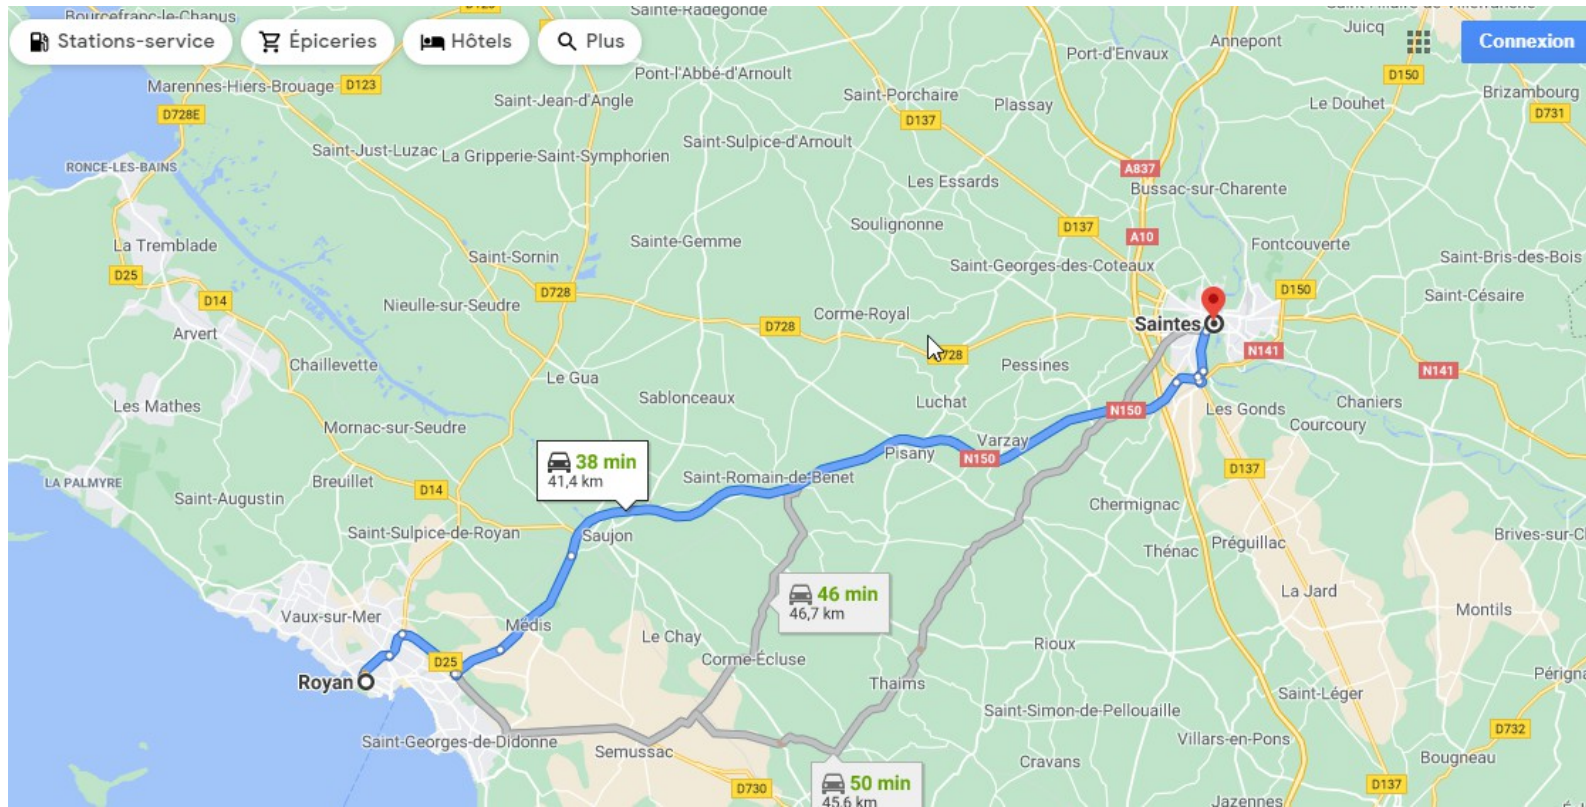 Bourcefranc-le-Chapus
Sainte-Radegonde
Juicq
Stations-service
Épiceries
Hôtels
Plus
Connexion
Port-d'Envaux
Annepont
Pont-l'Abbé-d'Arnoult
D150
Marennes-Hiers-Brouage
D123
Saint-Jean-d'Angle
Saint-Porchaire
Plassay
Le Douhet
Brizambourg
D728E
D137
D731
Saint-Just-Luzac
La Gripperie-Saint-Symphorien
Saint-Sulpice-d'Arnoult
RONCE-LES-BAINS
A837
Les Essards
Bussac-sur-Charente
Soulignonne
D137
A10
La Tremblade
Sainte-Gemme
Fontcouverte
Saint-Sornin
Saint-Georges-des-Coteaux
Saint-Bris-des-Bois
D25
D14
D728
D150
Saint-Césaire
Nieulle-sur-Seudre
Corme-Royal
Arvert
D728
Saintes
N141
Chaillevette
Pessines
N141
Le Gua
Les Mathes
Sablonceaux
Luchat
N150
Les Gonds
Chaniers
Courcoury
Mornac-sur-Seudre
Varzay
Pisany
N150
38 min
41,4 km
D137
LA PALMYRE
Breuillet
D14
Saint-Romain-de-Benet
Saint-Augustin
Chermignac
Saint-Sulpice-de-Royan
Saujon
Thénac
Préguillac
46 min
46,7 km
La Jard
Montils
Vaux-sur-Mer
Médis
Le Chay
Rioux
D25
Corme-Écluse
Royan
Thaims
Saint-Léger
Saint-Simon-de-Pellouaille
D732
Saint-Georges-de-Didonne
Semussac
Villars-en-Pons
Cravans
Bougneau
D730
50 min
45,6 km
D137
Jazennes